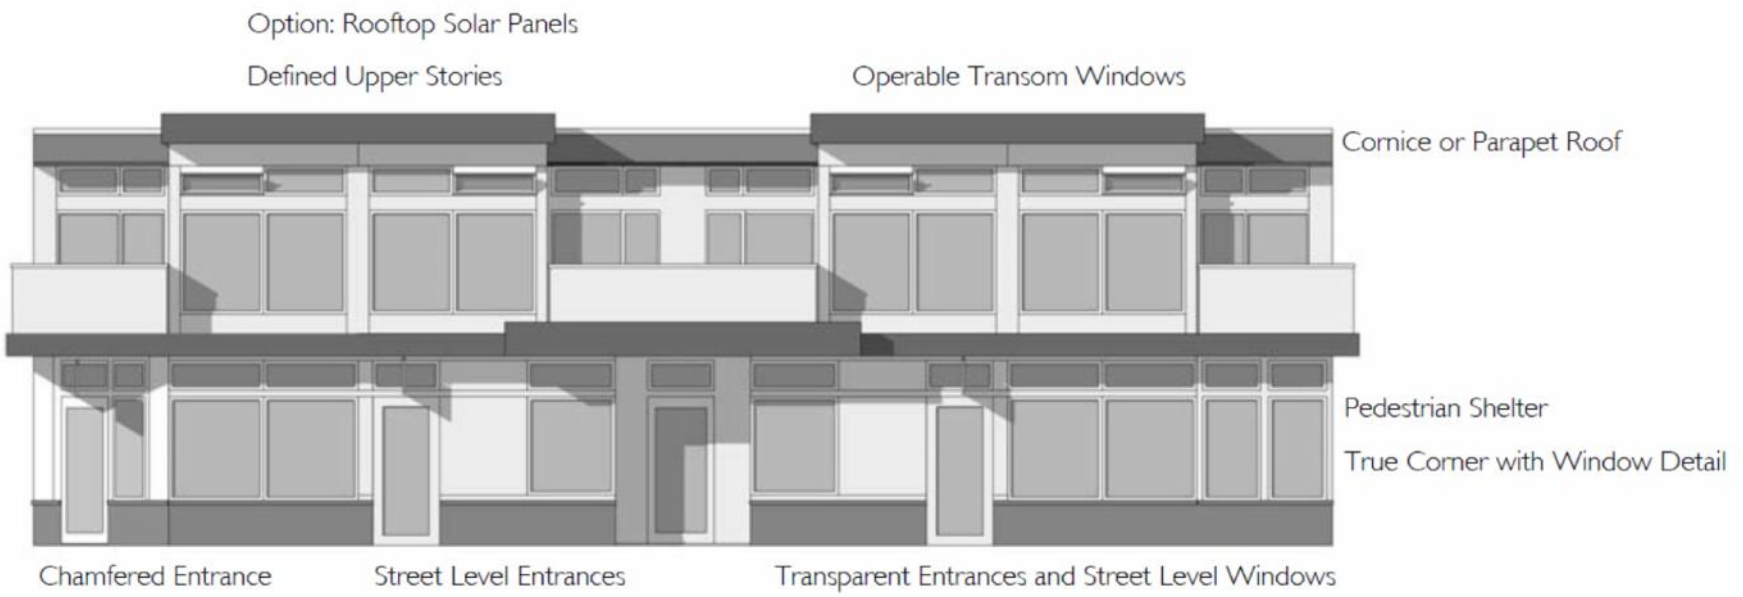 Option: Rooftop Solar Panels
Defined Upper Stories
Operable Transom Windows
Cornice or Parapet Roof
Pedestrian Shelter
True Corner with Window Detail
Chamfered Entrance
Street Level Entrances
Transparent Entrances and Street Level Windows